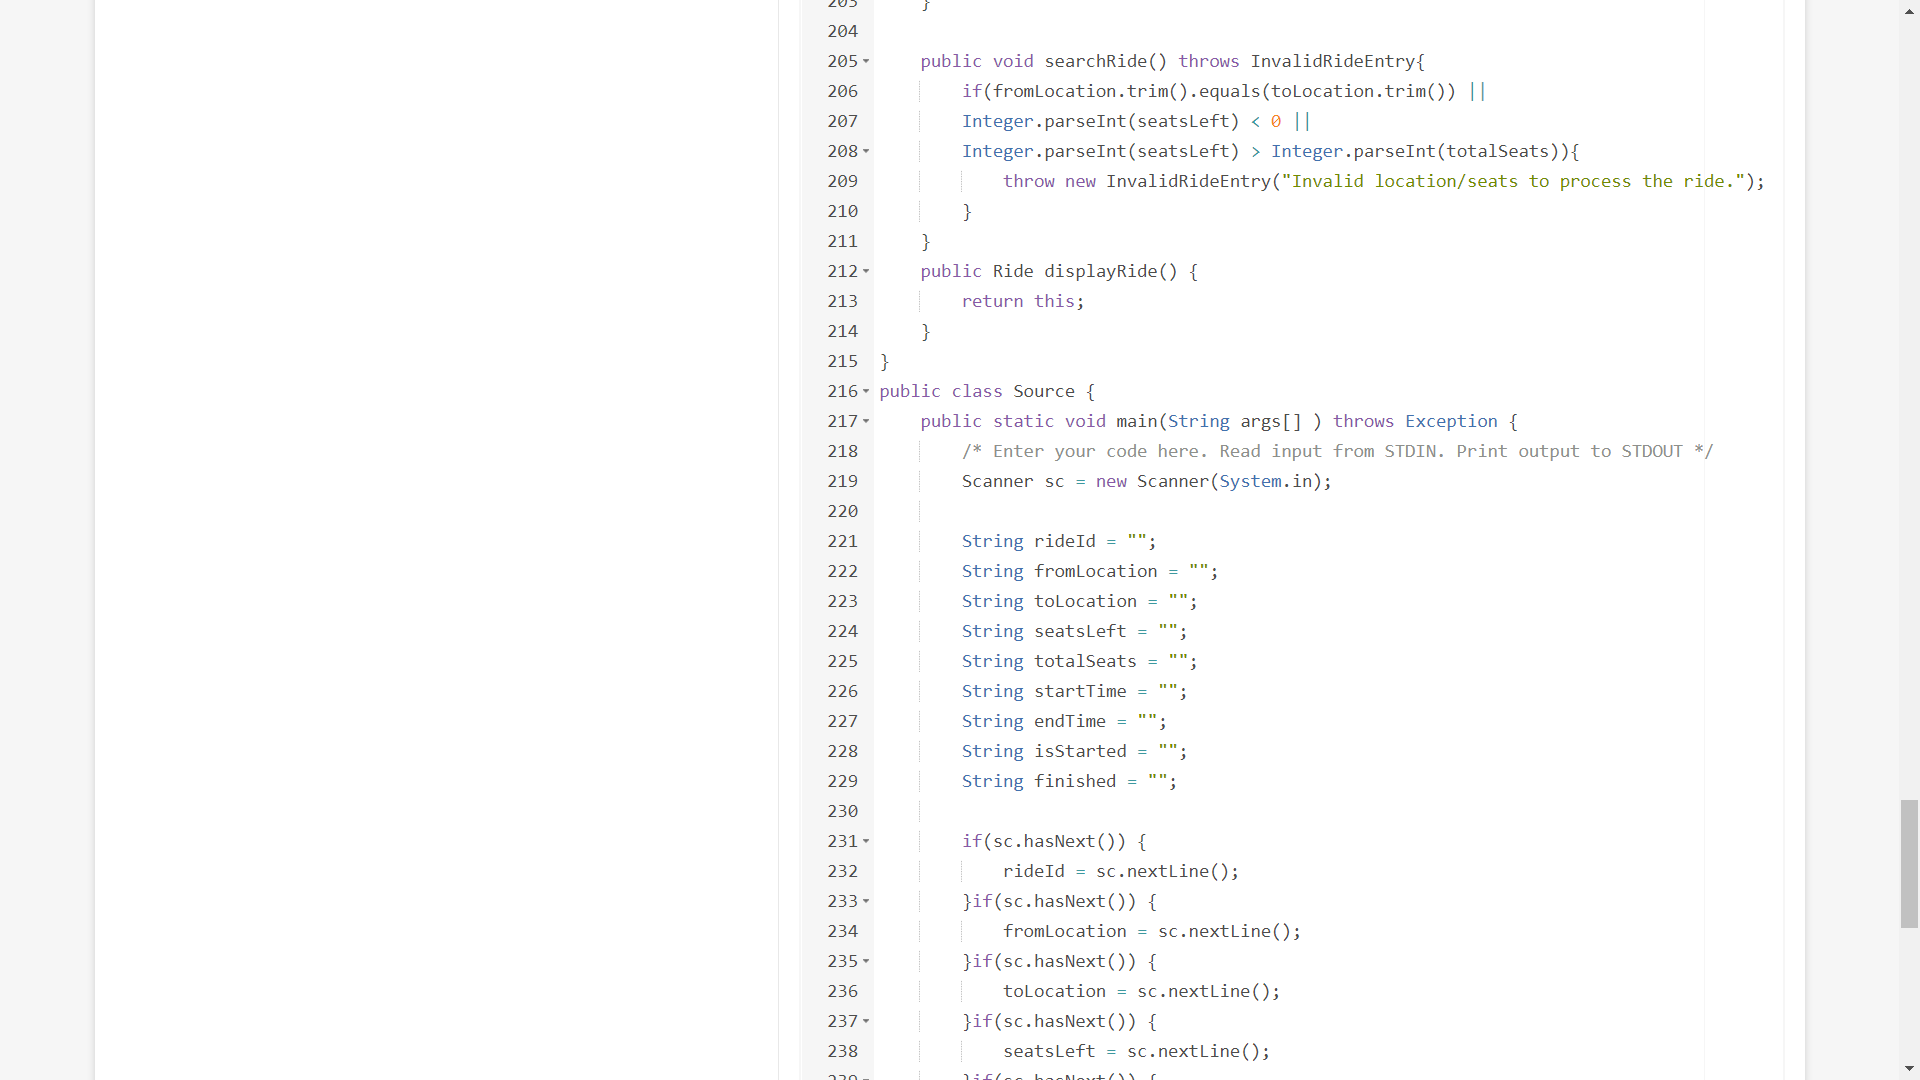 203 }
204
205 public void searchRide() throws InvalidRideEntry{
206 if(fromLocation.trim().equals(toLocation.trim()) ||
207 Integer.parseInt(seatsLeft) < 0 ||
208 Integer.parseInt(seatsLeft) > Integer.parseInt(totalSeats)){
209 throw new InvalidRideEntry("Invalid location/seats to process the ride.");
210 }
211 }
212 public Ride displayRide() {
213 return this;
214 }
215 }
216 public class Source {
217 public static void main(String args[] ) throws Exception {
218 /* Enter your code here. Read input from STDIN. Print output to STDOUT */
219 Scanner sc = new Scanner(System.in);
220
221 String rideId = "";
222 String fromLocation = "";
223 String toLocation = "";
224 String seatsLeft = "";
225 String totalSeats = "";
226 String startTime = "";
227 String endTime = "";
228 String isStarted = "";
229 String finished = "";
230
231 if(sc.hasNext()) {
232 rideId = sc.nextLine();
233 }if(sc.hasNext()) {
234 fromLocation = sc.nextLine();
235 }if(sc.hasNext()) {
236 toLocation = sc.nextLine();
237 }if(sc.hasNext()) {
238 seatsLeft = sc.nextLine();
239 }if(sc.hasNext()) {